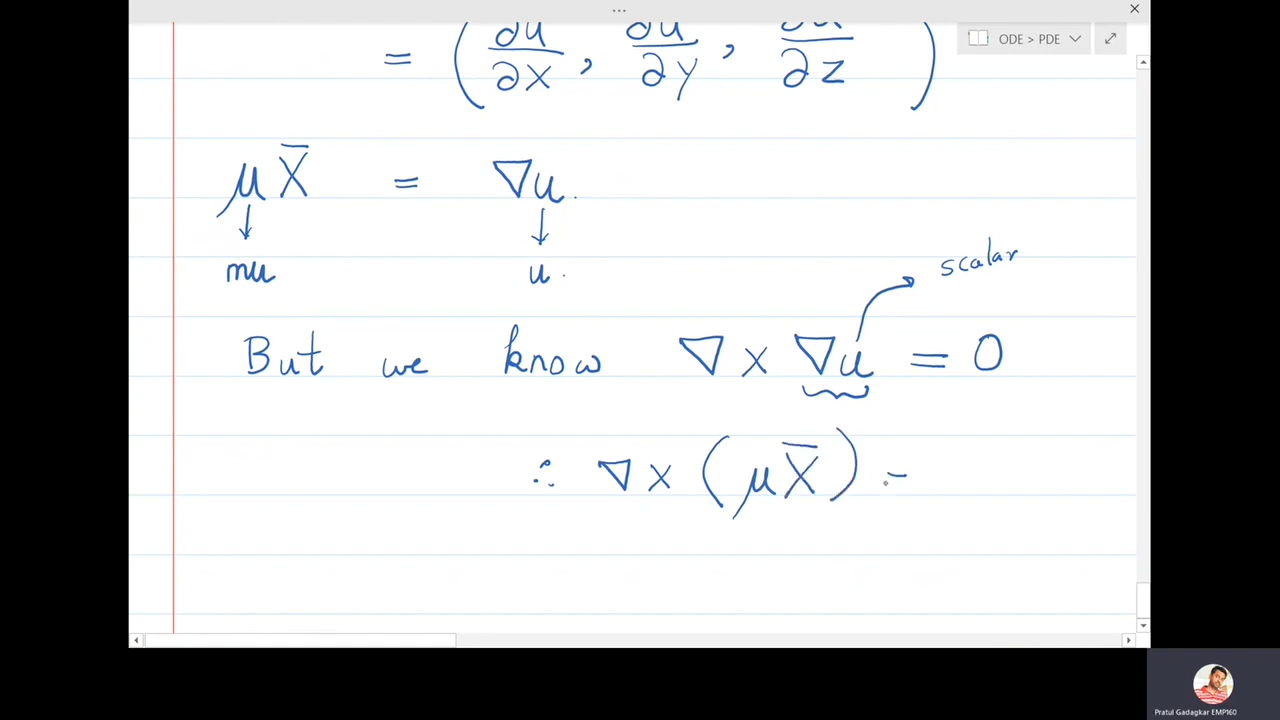 ODE > PDE
= (∂u/∂x, ∂u/∂y, ∂u/∂z)
μX̄ = ∇u.
↓ ↓
mu u.
scalar
But we know ∇ × ∇u = 0
∴ ∇ × (μX̄) =
Pratul Gadagkar EMP160